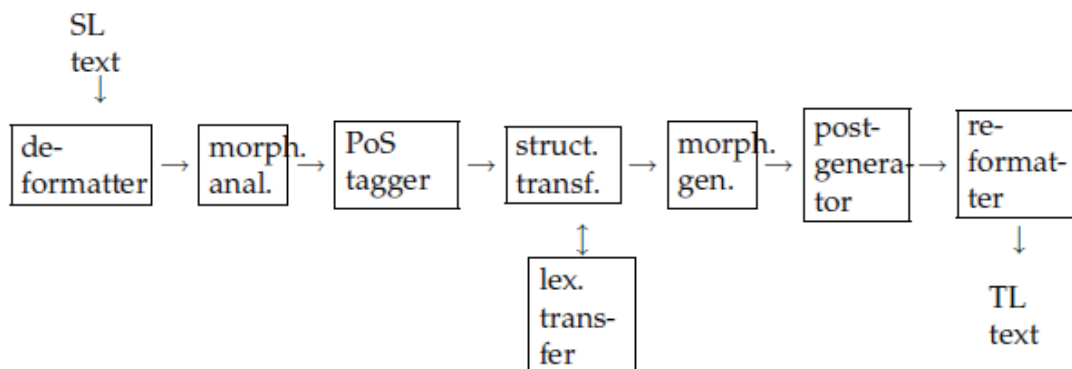 SL
text
↓
de-
formatter
→
morph.
anal.
→
PoS
tagger
→
struct.
transf.
→
morph.
gen.
→
post-
genera-
tor
→
re-
format-
ter
↕
↓
lex.
trans-
fer
TL
text